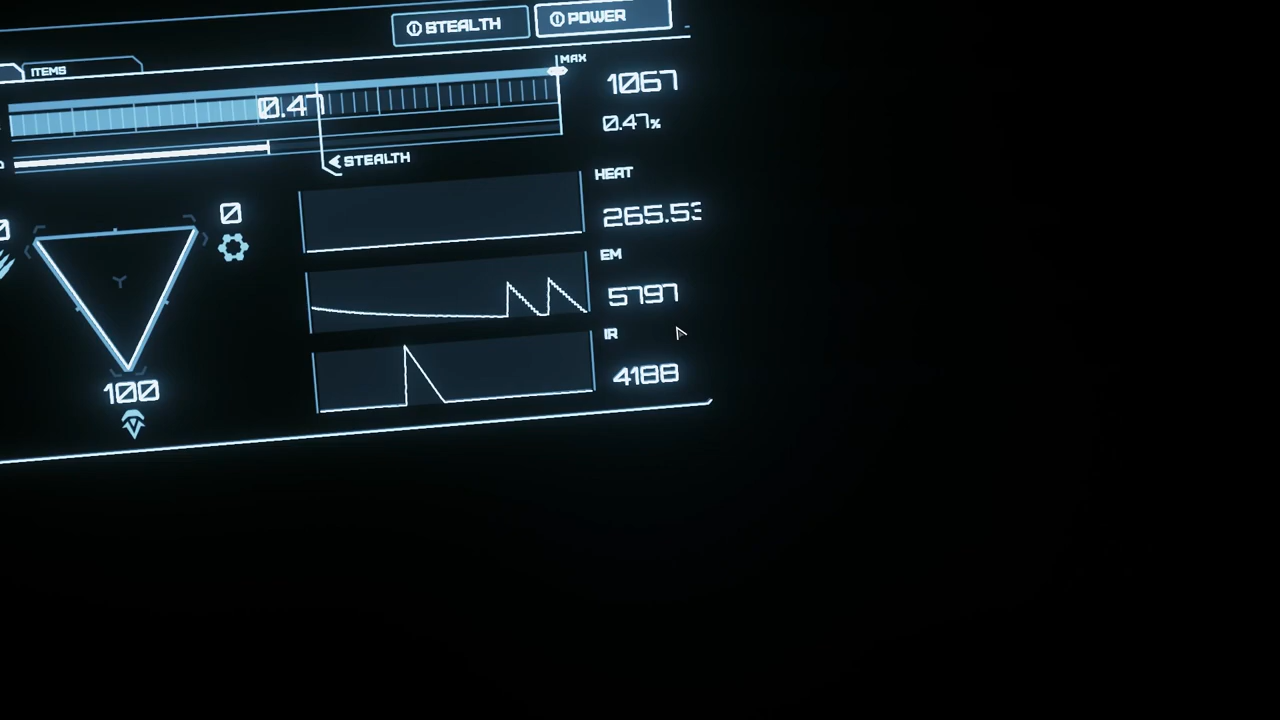 STEALTH
POWER
ITEMS
MAX
1067
0.47
0.47%
STEALTH
HEAT
265.53
0
EM
5797
IR
4188
100